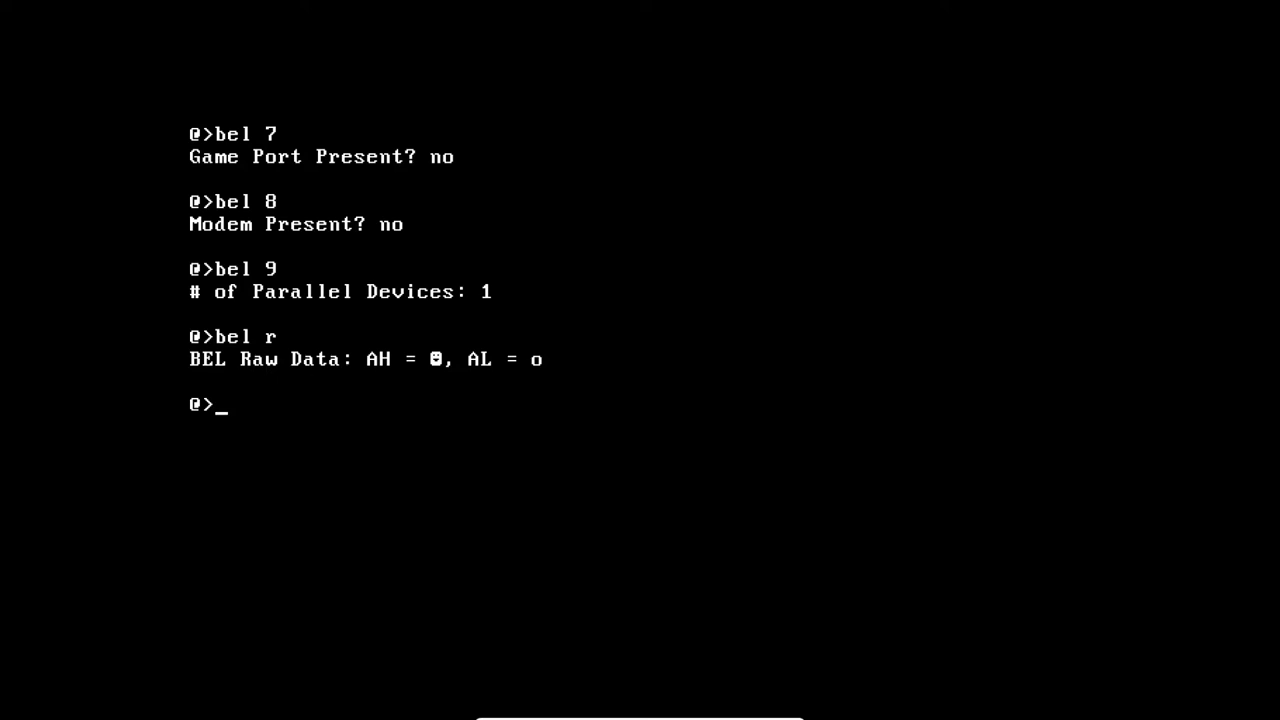 @>bel 7
Game Port Present? no
@>bel 8
Modem Present? no
@>bel 9
# of Parallel Devices: 1
@>bel r
BEL Raw Data: AH = ☻, AL = o
@>_